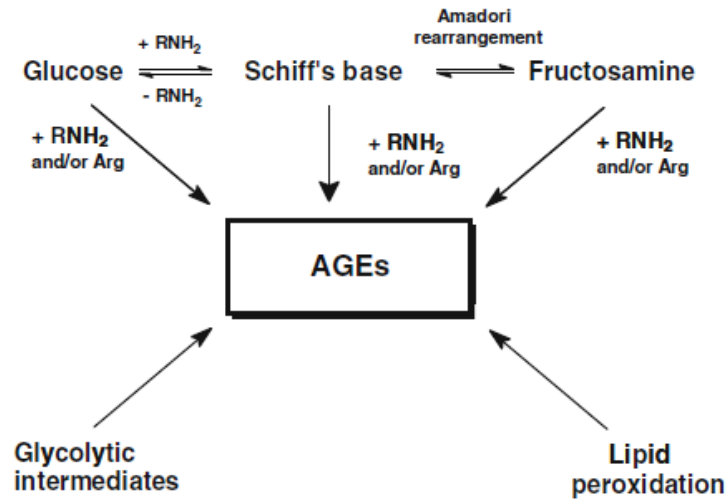 Amadori
rearrangement
+ RNH₂
Glucose
Schiff's base
Fructosamine
- RNH₂
+ RNH₂
and/or Arg
+ RNH₂
and/or Arg
+ RNH₂
and/or Arg
AGEs
Glycolytic
intermediates
Lipid
peroxidation